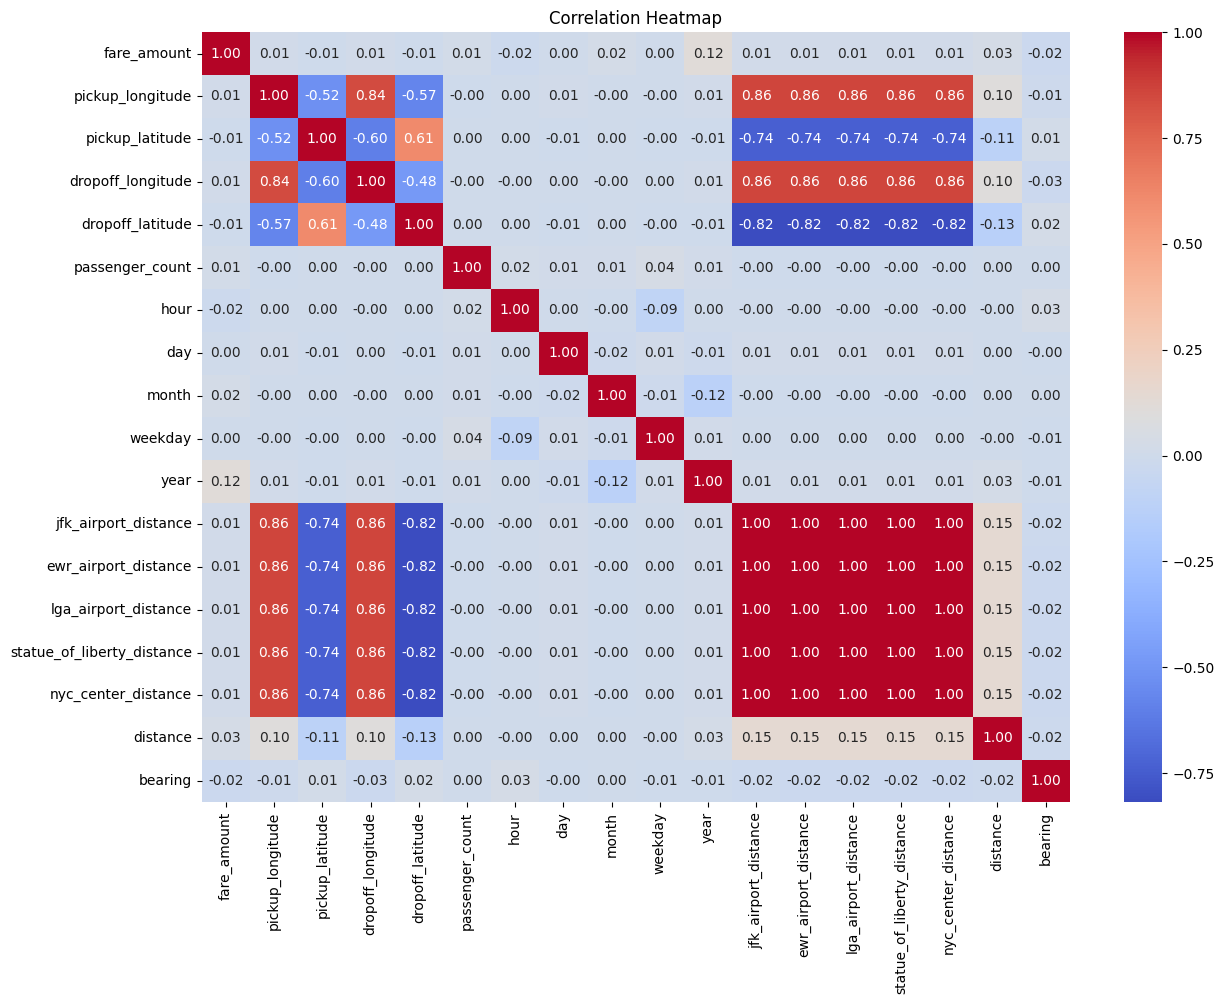 Correlation Heatmap
fare_amount 1.00 0.01 -0.01 0.01 -0.01 0.01 -0.02 0.00 0.02 0.00 0.12 0.01 0.01 0.01 0.01 0.01 0.03 -0.02
pickup_longitude 0.01 1.00 -0.52 0.84 -0.57 -0.00 0.00 0.01 -0.00 -0.00 0.01 0.86 0.86 0.86 0.86 0.86 0.10 -0.01
pickup_latitude -0.01 -0.52 1.00 -0.60 0.61 0.00 0.00 -0.01 0.00 -0.00 -0.01 -0.74 -0.74 -0.74 -0.74 -0.74 -0.11 0.01
dropoff_longitude 0.01 0.84 -0.60 1.00 -0.48 -0.00 0.00 0.00 -0.00 0.00 0.01 0.86 0.86 0.86 0.86 0.86 0.10 -0.03
dropoff_latitude -0.01 -0.57 0.61 -0.48 1.00 0.00 0.00 -0.01 0.00 -0.00 -0.01 -0.82 -0.82 -0.82 -0.82 -0.82 -0.13 0.02
passenger_count 0.01 -0.00 0.00 -0.00 0.00 1.00 0.02 0.01 0.01 0.04 0.01 -0.00 -0.00 -0.00 -0.00 -0.00 0.00 0.00
hour -0.02 0.00 0.00 0.00 0.00 0.02 1.00 0.00 -0.00 -0.09 0.00 -0.00 -0.00 -0.00 -0.00 -0.00 -0.00 0.03
day 0.00 0.01 -0.01 0.00 -0.01 0.01 0.00 1.00 -0.02 0.01 -0.01 0.01 0.01 0.01 0.01 0.01 0.00 -0.00
month 0.02 -0.00 0.00 -0.00 0.00 0.01 -0.00 -0.02 1.00 -0.01 -0.12 -0.00 -0.00 -0.00 -0.00 -0.00 0.00 0.00
weekday 0.00 -0.00 -0.00 0.00 -0.00 0.04 -0.09 0.01 -0.01 1.00 0.01 0.00 0.00 0.00 0.00 0.00 -0.00 -0.01
year 0.12 0.01 -0.01 0.01 -0.01 0.01 0.00 -0.01 -0.12 0.01 1.00 0.01 0.01 0.01 0.01 0.01 0.03 -0.01
jfk_airport_distance 0.01 0.86 -0.74 0.86 -0.82 -0.00 -0.00 0.01 -0.00 0.00 0.01 1.00 1.00 1.00 1.00 1.00 0.15 -0.02
ewr_airport_distance 0.01 0.86 -0.74 0.86 -0.82 -0.00 -0.00 0.01 -0.00 0.00 0.01 1.00 1.00 1.00 1.00 1.00 0.15 -0.02
lga_airport_distance 0.01 0.86 -0.74 0.86 -0.82 -0.00 -0.00 0.01 -0.00 0.00 0.01 1.00 1.00 1.00 1.00 1.00 0.15 -0.02
statue_of_liberty_distance 0.01 0.86 -0.74 0.86 -0.82 -0.00 -0.00 0.01 -0.00 0.00 0.01 1.00 1.00 1.00 1.00 1.00 0.15 -0.02
nyc_center_distance 0.01 0.86 -0.74 0.86 -0.82 -0.00 -0.00 0.01 -0.00 0.00 0.01 1.00 1.00 1.00 1.00 1.00 0.15 -0.02
distance 0.03 0.10 -0.11 0.10 -0.13 0.00 -0.00 0.00 0.00 -0.00 0.03 0.15 0.15 0.15 0.15 0.15 1.00 -0.02
bearing -0.02 -0.01 0.01 -0.03 0.02 0.00 0.03 -0.00 0.00 -0.01 -0.01 -0.02 -0.02 -0.02 -0.02 -0.02 -0.02 1.00
fare_amount
pickup_longitude
pickup_latitude
dropoff_longitude
dropoff_latitude
passenger_count
hour
day
month
weekday
year
jfk_airport_distance
ewr_airport_distance
lga_airport_distance
statue_of_liberty_distance
nyc_center_distance
distance
bearing
1.00
0.75
0.50
0.25
0.00
−0.25
−0.50
−0.75